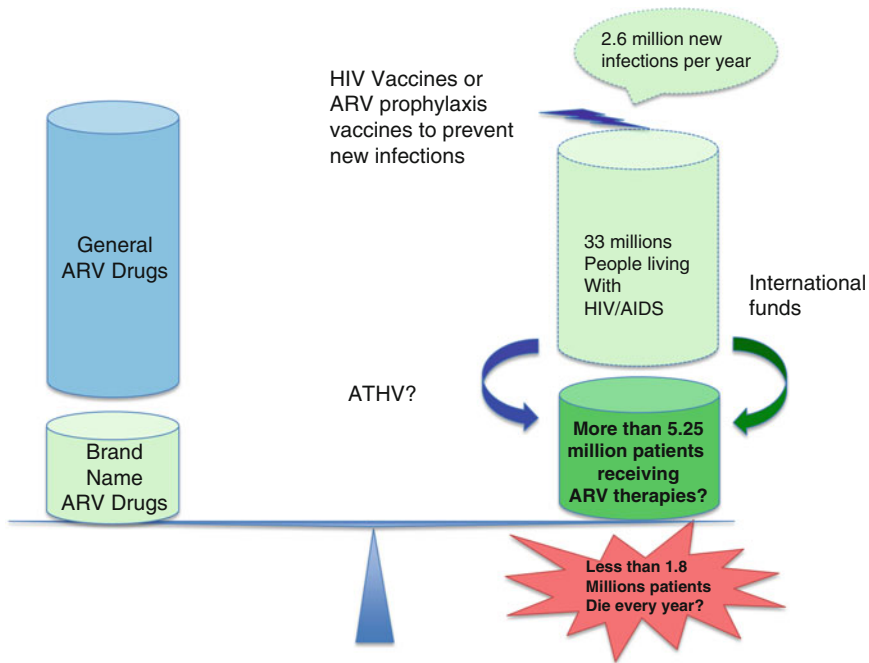 2.6 million new
infections per year
HIV Vaccines or
ARV prophylaxis
vaccines to prevent
new infections
General
ARV Drugs
33 millions
People living
With
HIV/AIDS
International
funds
ATHV?
Brand
Name
ARV Drugs
More than 5.25
million patients
receiving
ARV therapies?
Less than 1.8
Millions patients
Die every year?